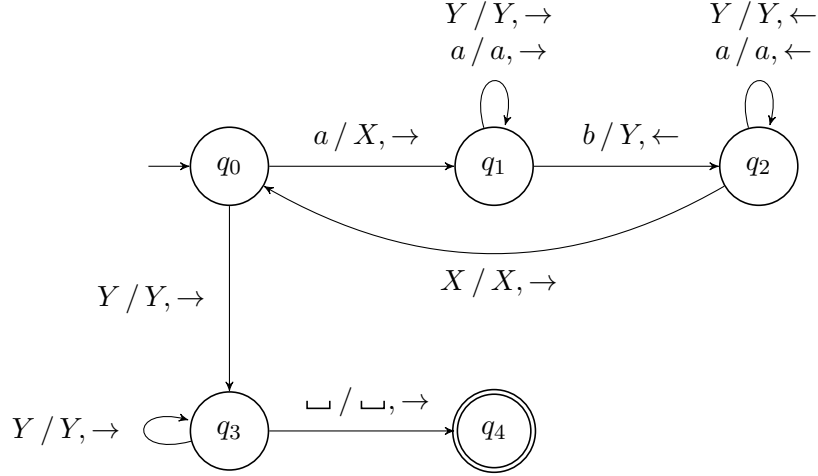 Y / Y, →
a / a, →
Y / Y, ←
a / a, ←
q₀
a / X, →
q₁
b / Y, ←
q₂
X / X, →
Y / Y, →
Y / Y, →
q₃
␣ / ␣, →
q₄